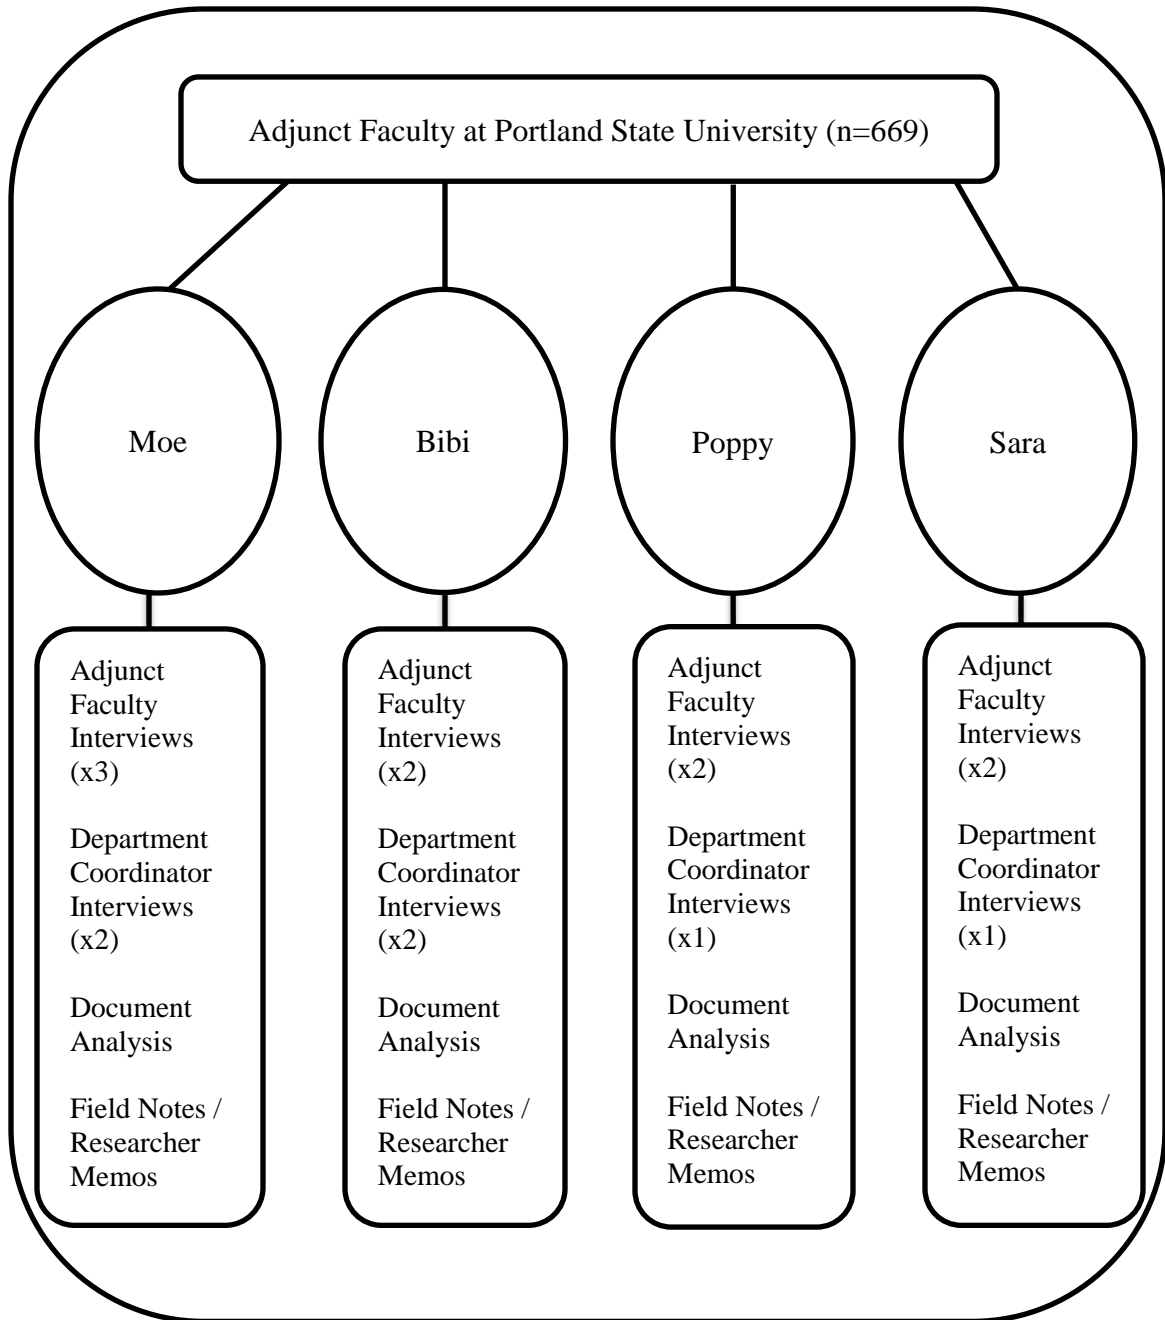 Adjunct Faculty at Portland State University (n=669)
Moe
Bibi
Poppy
Sara
Adjunct
Faculty
Interviews
(x3)
Department
Coordinator
Interviews
(x2)
Document
Analysis
Field Notes /
Researcher
Memos
Adjunct
Faculty
Interviews
(x2)
Department
Coordinator
Interviews
(x2)
Document
Analysis
Field Notes /
Researcher
Memos
Adjunct
Faculty
Interviews
(x2)
Department
Coordinator
Interviews
(x1)
Document
Analysis
Field Notes /
Researcher
Memos
Adjunct
Faculty
Interviews
(x2)
Department
Coordinator
Interviews
(x1)
Document
Analysis
Field Notes /
Researcher
Memos